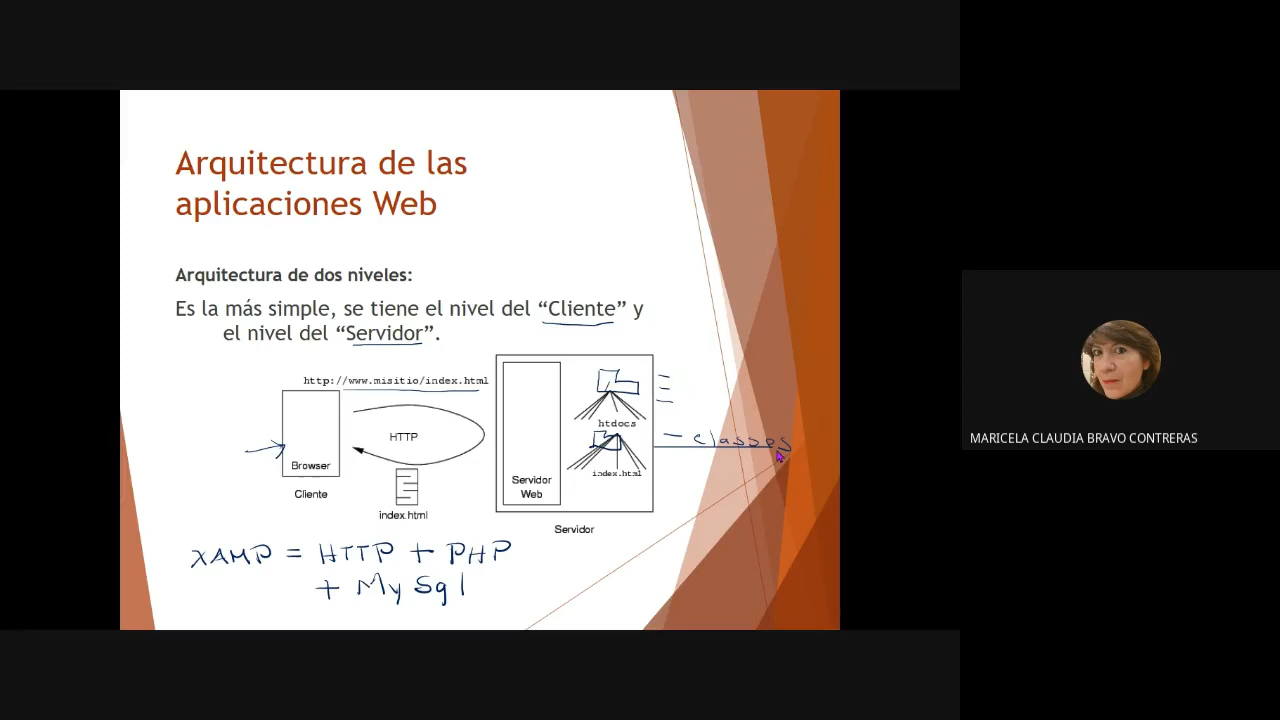 Arquitectura de las
aplicaciones Web
Arquitectura de dos niveles:
Es la más simple, se tiene el nivel del “Cliente” y
el nivel del “Servidor”.
http://www.misitio/index.html
HTTP
Browser
Cliente
index.html
Servidor
Web
htdocs
index.html
Servidor
classes
XAMP = HTTP + PHP
+ MySql
MARICELA CLAUDIA BRAVO CONTRERAS